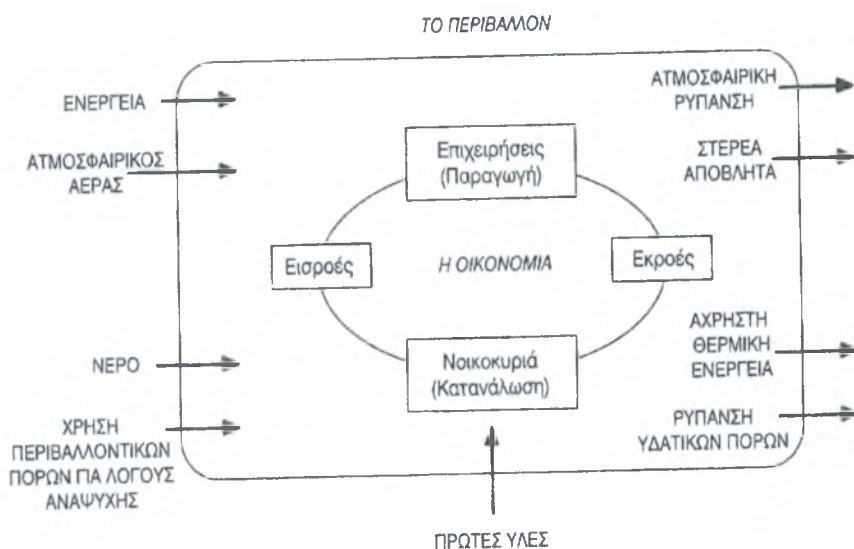 ΤΟ ΠΕΡΙΒΑΛΛΟΝ
ΕΝΕΡΓΕΙΑ
ΑΤΜΟΣΦΑΙΡΙΚΟΣ
ΑΕΡΑΣ
ΝΕΡΟ
ΧΡΗΣΗ
ΠΕΡΙΒΑΛΛΟΝΤΙΚΩΝ
ΠΟΡΩΝ ΓΙΑ ΛΟΓΟΥΣ
ΑΝΑΨΥΧΗΣ
Επιχειρήσεις
(Παραγωγή)
Εισροές
Η ΟΙΚΟΝΟΜΙΑ
Εκροές
Νοικοκυριά
(Κατανάλωση)
ΑΤΜΟΣΦΑΙΡΙΚΗ
ΡΥΠΑΝΣΗ
ΣΤΕΡΕΑ
ΑΠΟΒΛΗΤΑ
ΑΧΡΗΣΤΗ
ΘΕΡΜΙΚΗ
ΕΝΕΡΓΕΙΑ
ΡΥΠΑΝΣΗ
ΥΔΑΤΙΚΩΝ ΠΟΡΩΝ
ΠΡΩΤΕΣ ΥΛΕΣ